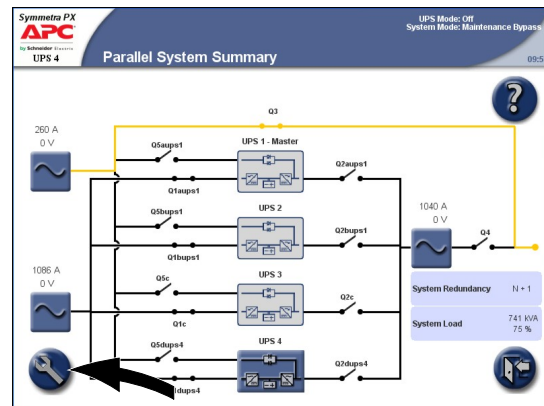 Symmetra PX
APC
by Schneider Electric
UPS 4
Parallel System Summary
UPS Mode: Off
System Mode: Maintenance Bypass
09:5
Q3
260 A
0 V
Q5aups1
UPS 1 - Master
Q2aups1
Q1aups1
Q5bups1
UPS 2
Q2bups1
Q1bups1
1040 A
0 V
Q4
1086 A
0 V
Q5c
UPS 3
Q2c
Q1c
System Redundancy N + 1
System Load 741 kVA
75 %
Q5dups4
UPS 4
Q2dups4